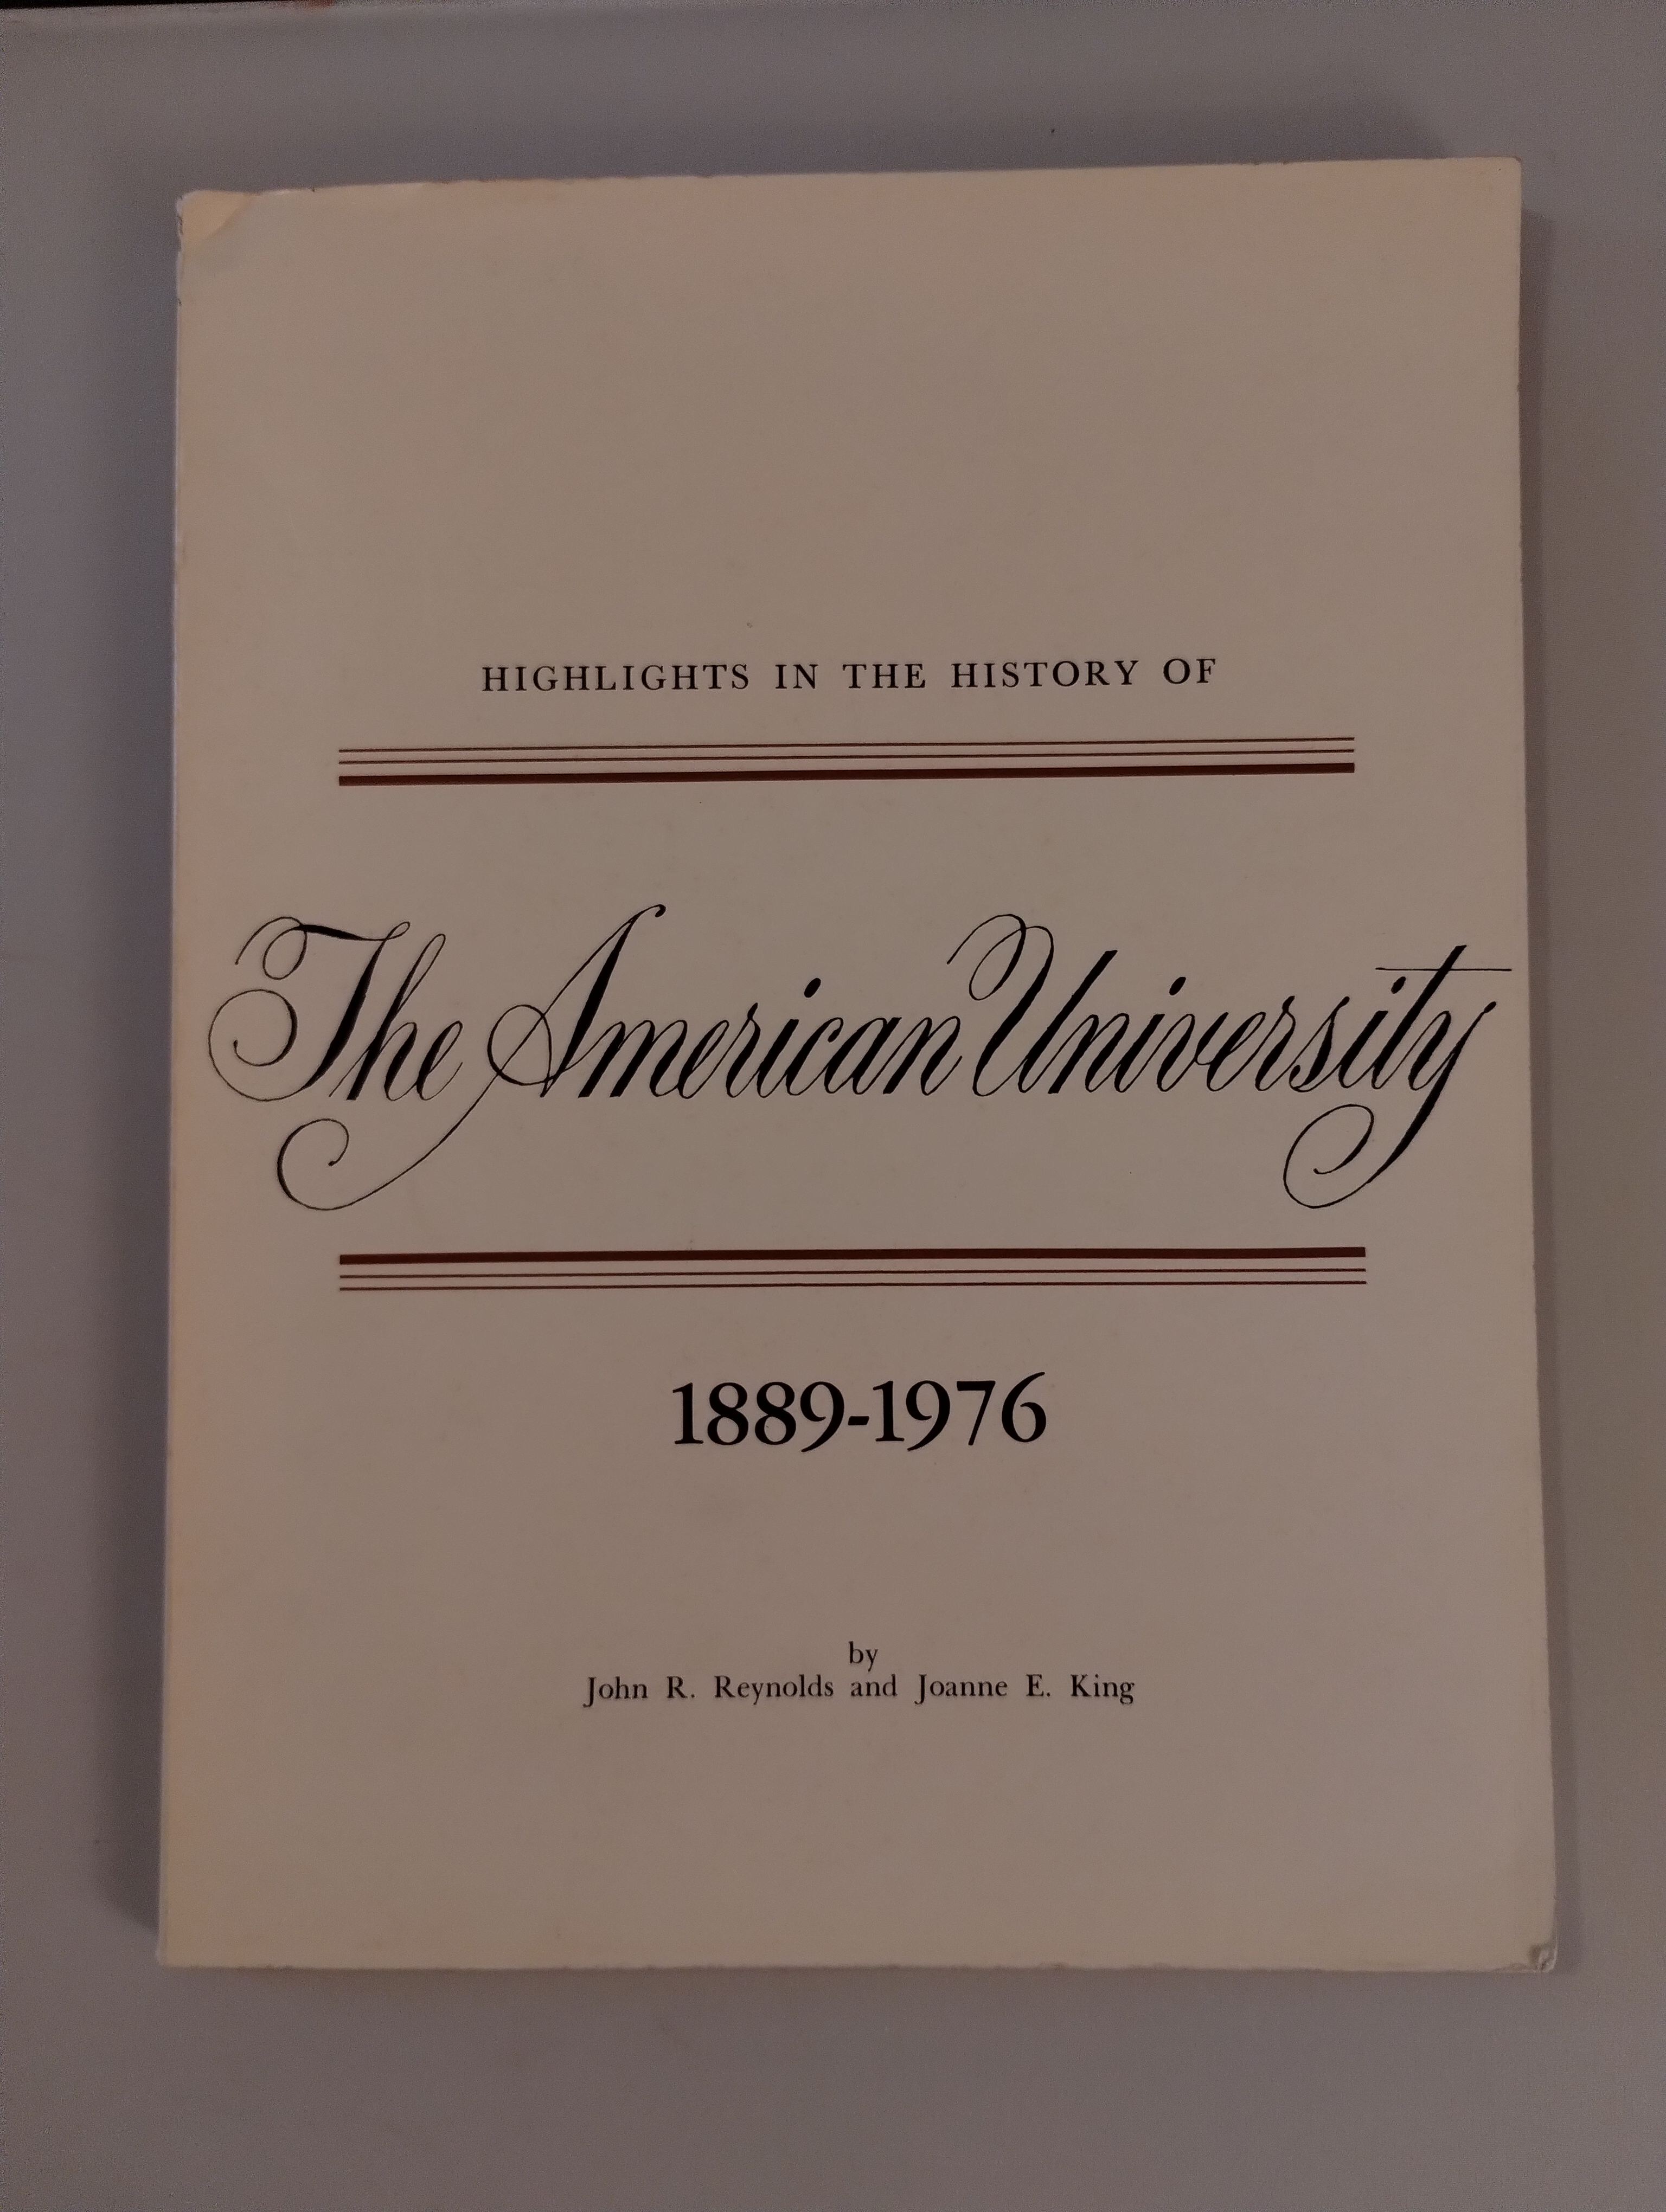 HIGHLIGHTS IN THE HISTORY OF
The American University
1889-1976
by
John R. Reynolds and Joanne E. King